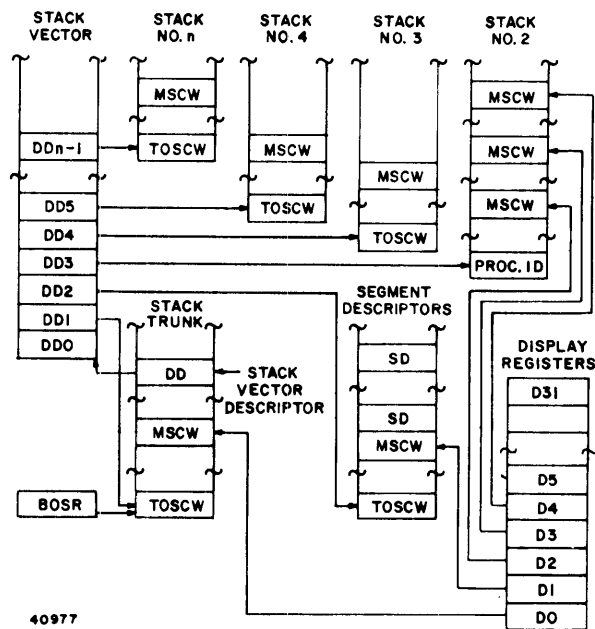 STACK VECTOR
STACK NO. n
STACK NO. 4
STACK NO. 3
STACK NO. 2
MSCW
MSCW
DDn-1
TOSCW
MSCW
MSCW
MSCW
MSCW
DD5
TOSCW
DD4
TOSCW
DD3
PROC. ID
DD2
DD1
DD0
STACK TRUNK
SEGMENT DESCRIPTORS
DISPLAY REGISTERS
DD
STACK VECTOR DESCRIPTOR
SD
D31
SD
MSCW
MSCW
D5
BOSR
TOSCW
TOSCW
D4
D3
D2
D1
D0
40977